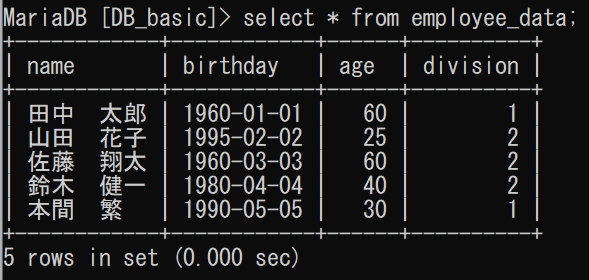 MariaDB [DB_basic]> select * from employee_data;
+------------+------------+------+----------+
| name | birthday | age | division |
+------------+------------+------+----------+
| 田中　太郎 | 1960-01-01 | 60 | 1 |
| 山田　花子 | 1995-02-02 | 25 | 2 |
| 佐藤　翔太 | 1960-03-03 | 60 | 2 |
| 鈴木　健一 | 1980-04-04 | 40 | 2 |
| 本間　繁 | 1990-05-05 | 30 | 1 |
+------------+------------+------+----------+
5 rows in set (0.000 sec)